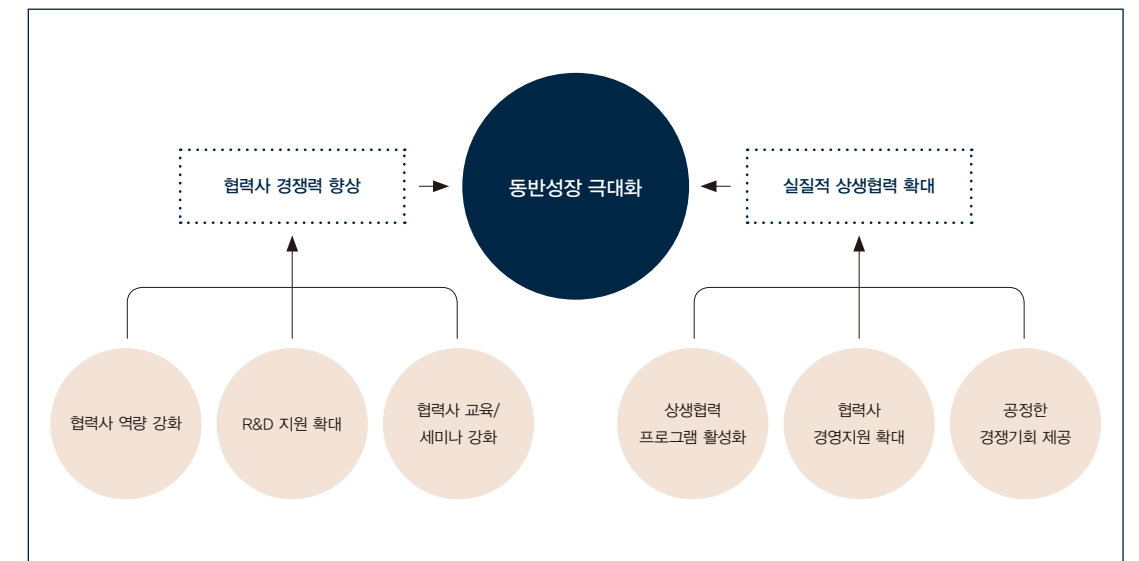 동반성장 극대화
협력사 경쟁력 향상
실질적 상생협력 확대
협력사 역량 강화
R&D 지원 확대
협력사 교육/
세미나 강화
상생협력
프로그램 활성화
협력사
경영지원 확대
공정한
경쟁기회 제공